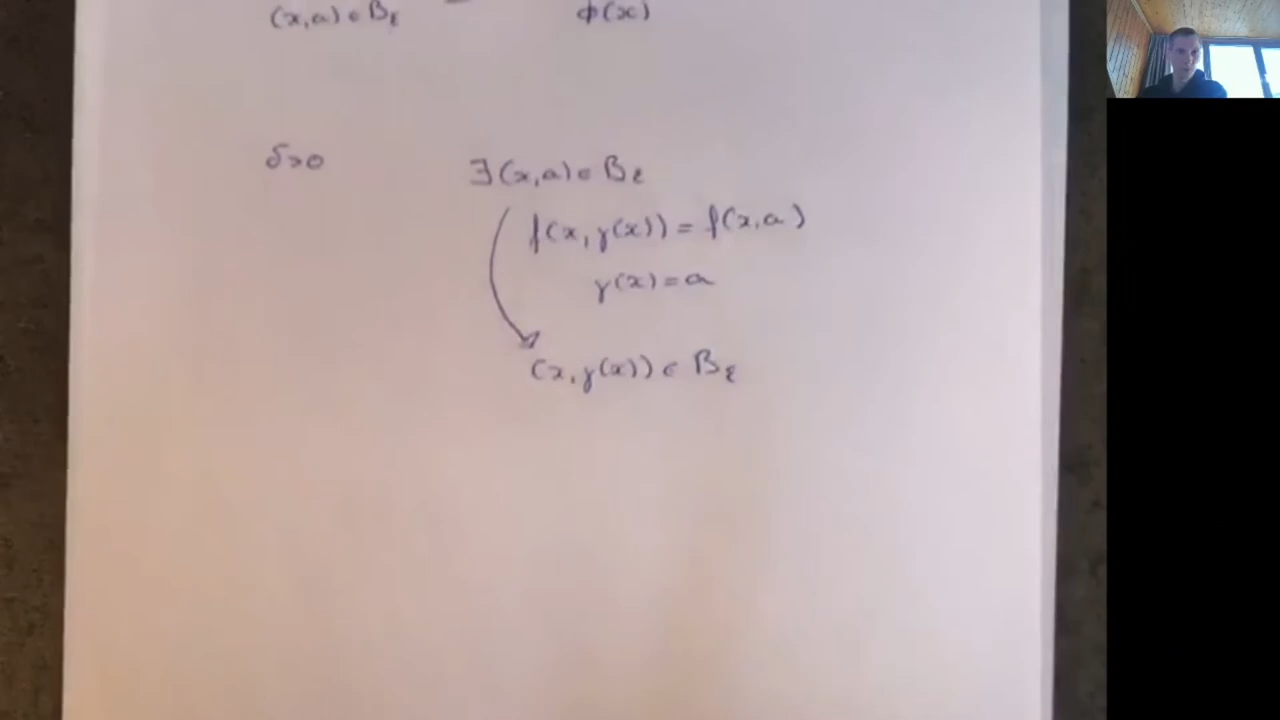 (x,a) ∈ B_ε    ϕ(x)
δ>0    ∃(x,a) ∈ B_ε
f(x, γ(x)) = f(x,a)
γ(x) = a
(x, γ(x)) ∈ B_ε